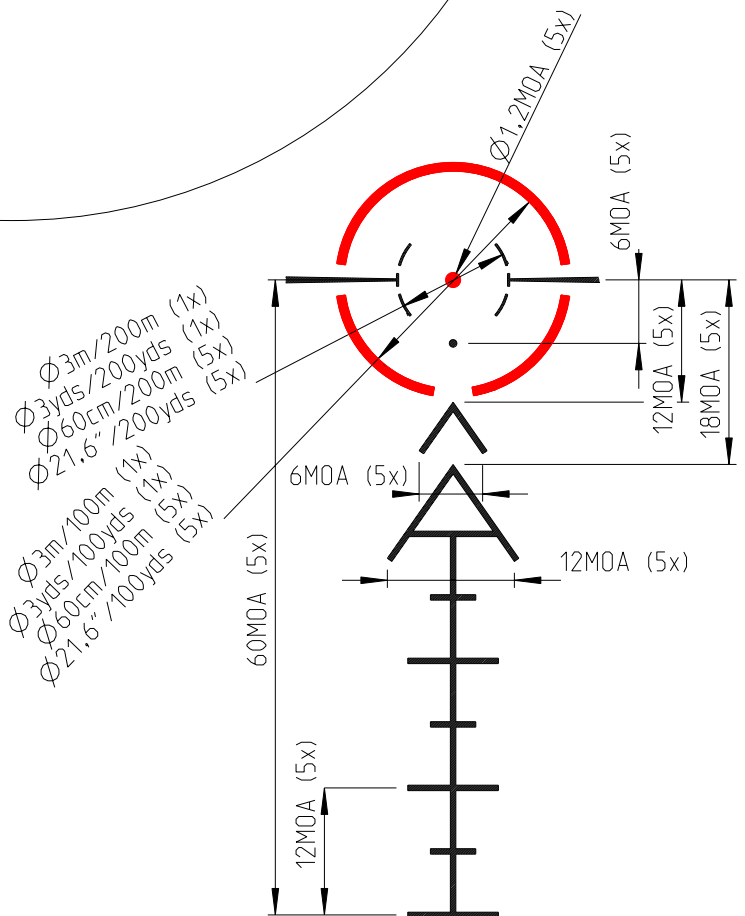 Ø1,2MOA (5x)
6MOA (5x)
12MOA (5x)
18MOA (5x)
Ø3m/200m (1x)
Ø3yds/200yds (1x)
Ø60cm/200m (5x)
Ø21,6"/200yds (5x)
Ø3m/100m (1x)
Ø3yds/100yds (1x)
Ø60cm/100m (5x)
Ø21,6"/100yds (5x)
6MOA (5x)
12MOA (5x)
60MOA (5x)
12MOA (5x)